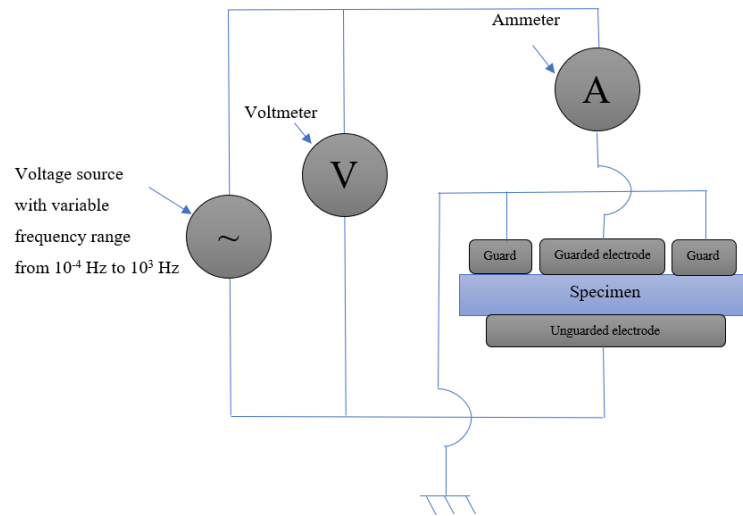 Ammeter
A
Voltmeter
V
Voltage source
with variable
frequency range
from 10⁻⁴ Hz to 10³ Hz
~
Guard
Guarded electrode
Guard
Specimen
Unguarded electrode